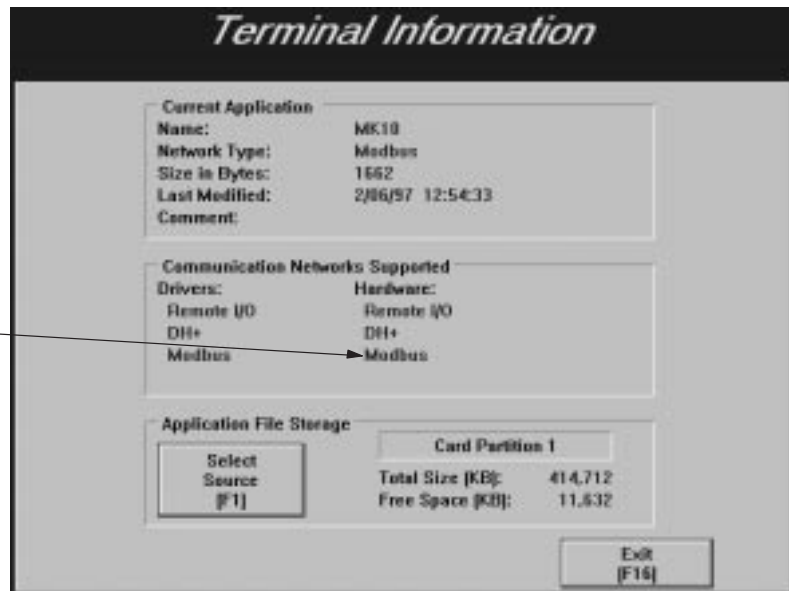 Terminal Information
Current Application
Name: MK10
Network Type: Modbus
Size in Bytes: 1662
Last Modified: 2/06/97 12:54:33
Comment:
Communication Networks Supported
Drivers: Hardware:
Remote I/O Remote I/O
DH+ DH+
Modbus Modbus
Application File Storage
Select
Source
[F1]
Card Partition 1
Total Size [KB]: 414,712
Free Space [KB]: 11,632
Exit
[F16]